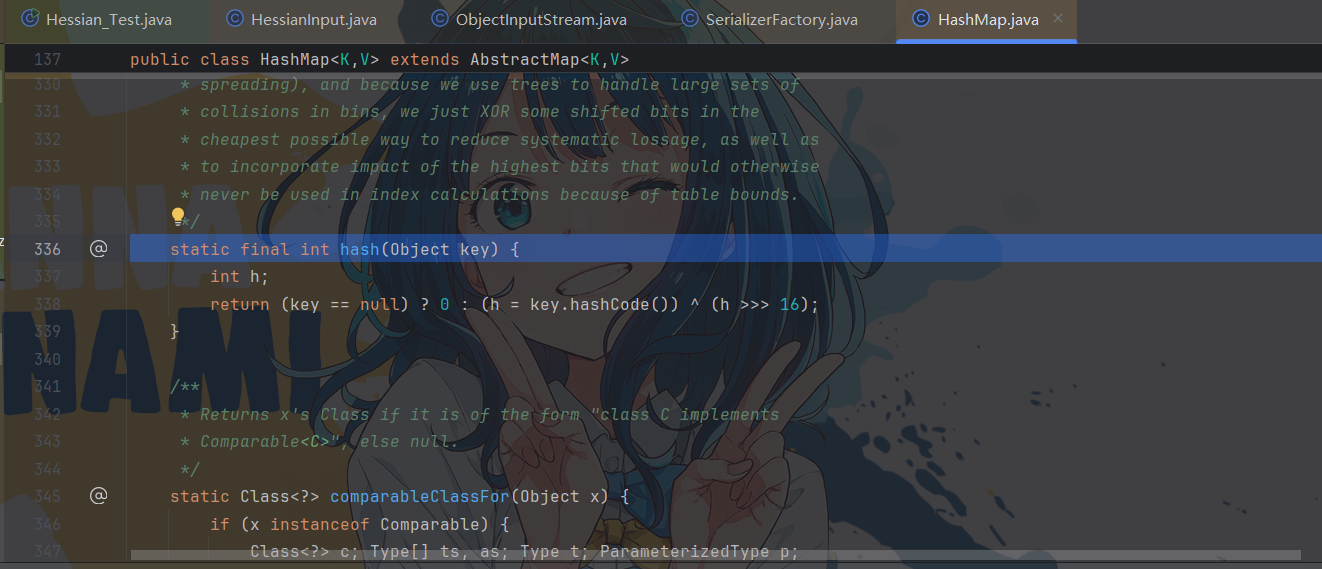 Hessian_Test.java HessianInput.java ObjectInputStream.java SerializerFactory.java HashMap.java
137 public class HashMap<K,V> extends AbstractMap<K,V>
330 * spreading), and because we use trees to handle large sets of
331 * collisions in bins, we just XOR some shifted bits in the
332 * cheapest possible way to reduce systematic lossage, as well as
333 * to incorporate impact of the highest bits that would otherwise
334 * never be used in index calculations because of table bounds.
335 */
336 @ static final int hash(Object key) {
337 int h;
338 return (key == null) ? 0 : (h = key.hashCode()) ^ (h >>> 16);
339 }
340
341 /**
342 * Returns x's Class if it is of the form "class C implements
343 * Comparable<C>", else null.
344 */
345 @ static Class<?> comparableClassFor(Object x) {
346 if (x instanceof Comparable) {
347 Class<?> c; Type[] ts, as; Type t; ParameterizedType p;